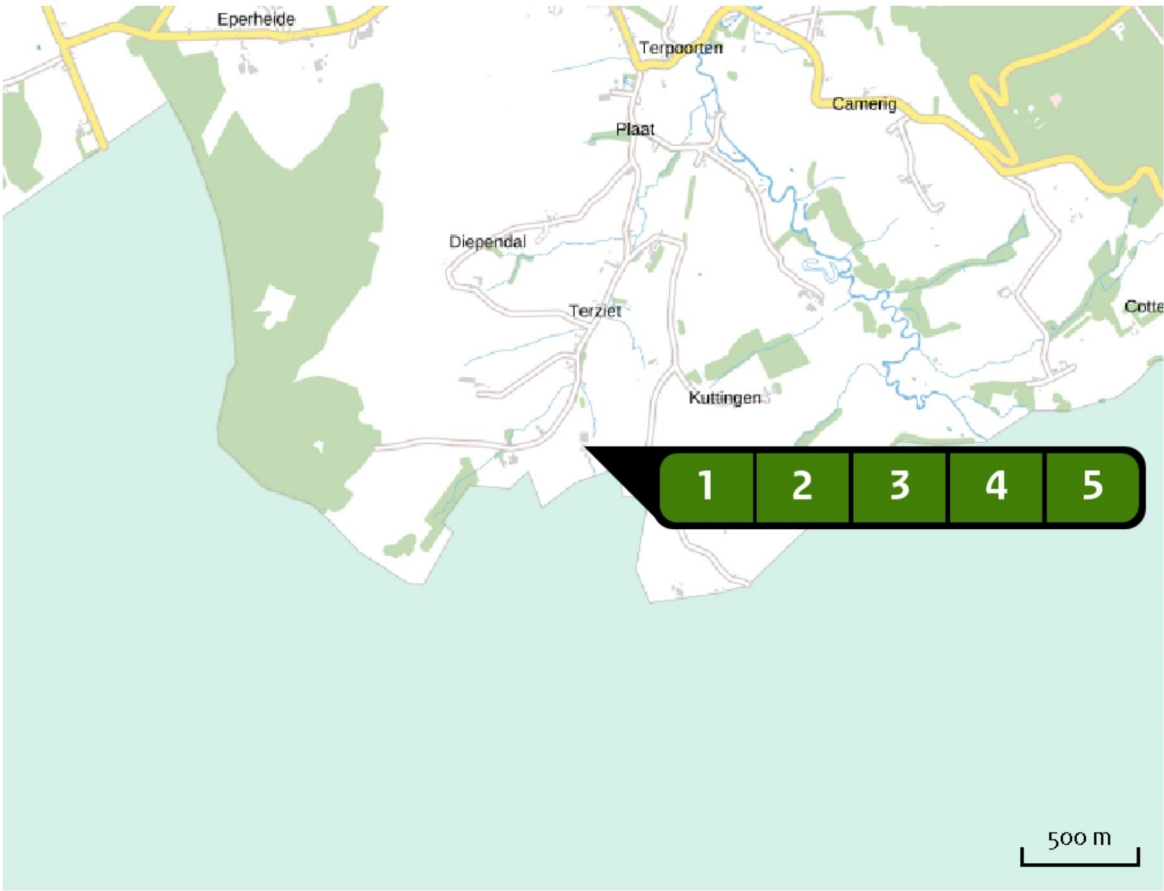 Eperheide
Terpoorten
Camerig
Plaat
Diependal
Terziet
Cotte
Kuttingen
1 2 3 4 5
500 m